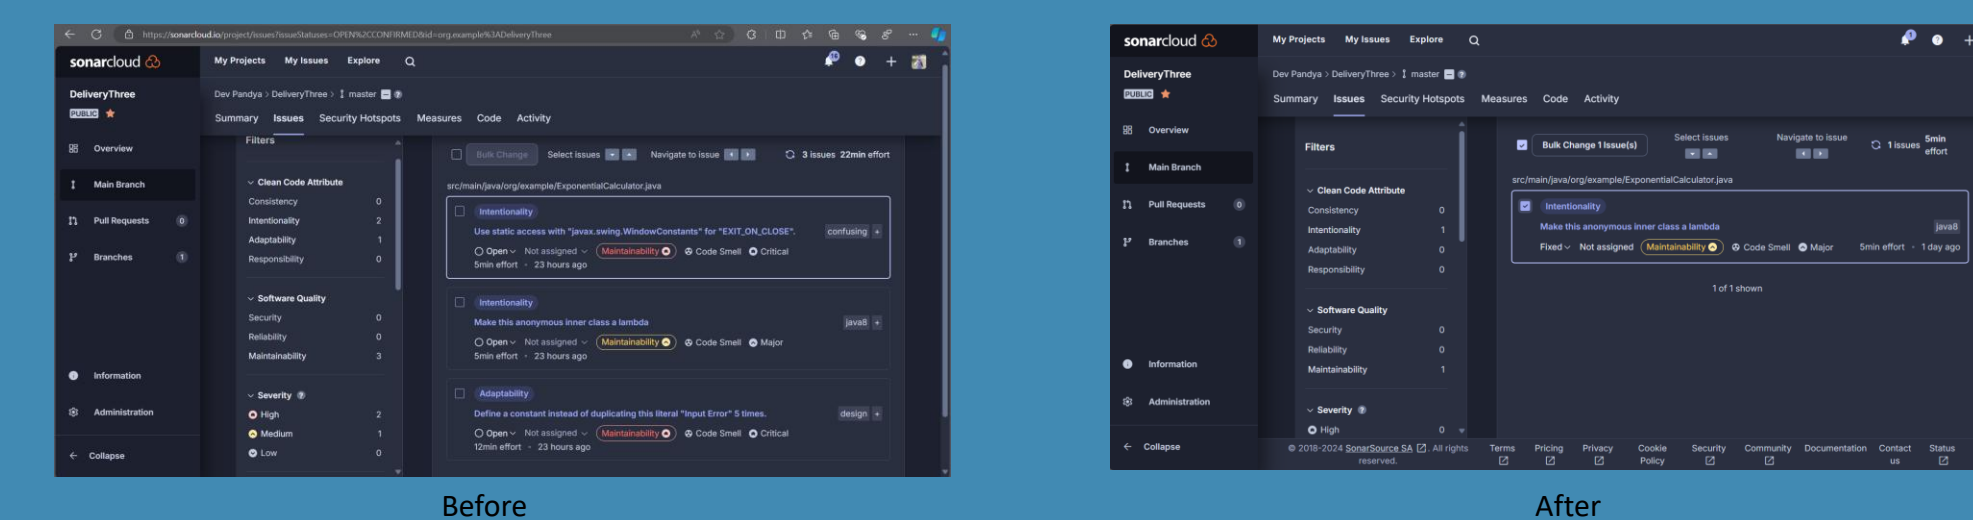 https://sonarcloud.io/project/issues?issueStatuses=OPEN%2CCONFIRMED&id=org.example%3ADeliveryThree
sonarcloud
My Projects My Issues Explore
DeliveryThree
PUBLIC
Dev Pandya > DeliveryThree > master
Summary Issues Security Hotspots Measures Code Activity
Overview
Main Branch
Pull Requests 0
Branches 1
Information
Administration
Collapse
Filters
Clean Code Attribute
Consistency 0
Intentionality 2
Adaptability 1
Responsibility 0
Software Quality
Security 0
Reliability 0
Maintainability 3
Severity
High 2
Medium 1
Low 0
Bulk Change Select issues Navigate to issue 3 issues 22min effort
src/main/java/org/example/ExponentialCalculator.java
Intentionality
Use static access with "javax.swing.WindowConstants" for "EXIT_ON_CLOSE". confusing +
Open Not assigned Maintainability Code Smell Critical
5min effort • 23 hours ago
Intentionality
Make this anonymous inner class a lambda java8 +
Open Not assigned Maintainability Code Smell Major
5min effort • 23 hours ago
Adaptability
Define a constant instead of duplicating this literal "Input Error" 5 times. design +
Open Not assigned Maintainability Code Smell Critical
12min effort • 23 hours ago
Before
sonarcloud
My Projects My Issues Explore
1
DeliveryThree
PUBLIC
Dev Pandya > DeliveryThree > master
Summary Issues Security Hotspots Measures Code Activity
Overview
Main Branch
Pull Requests 0
Branches 1
Information
Administration
Collapse
Filters
Clean Code Attribute
Consistency 0
Intentionality 1
Adaptability 0
Responsibility 0
Software Quality
Security 0
Reliability 0
Maintainability 1
Severity
High 0
Bulk Change 1 Issue(s) Select issues Navigate to issue 1 issues 5min effort
src/main/java/org/example/ExponentialCalculator.java
Intentionality
Make this anonymous inner class a lambda java8
Fixed Not assigned Maintainability Code Smell Major 5min effort • 1 day ago
1 of 1 shown
© 2018-2024 SonarSource SA. All rights reserved.
Terms Pricing Privacy Cookie Policy Security Community Documentation Contact us Status
After